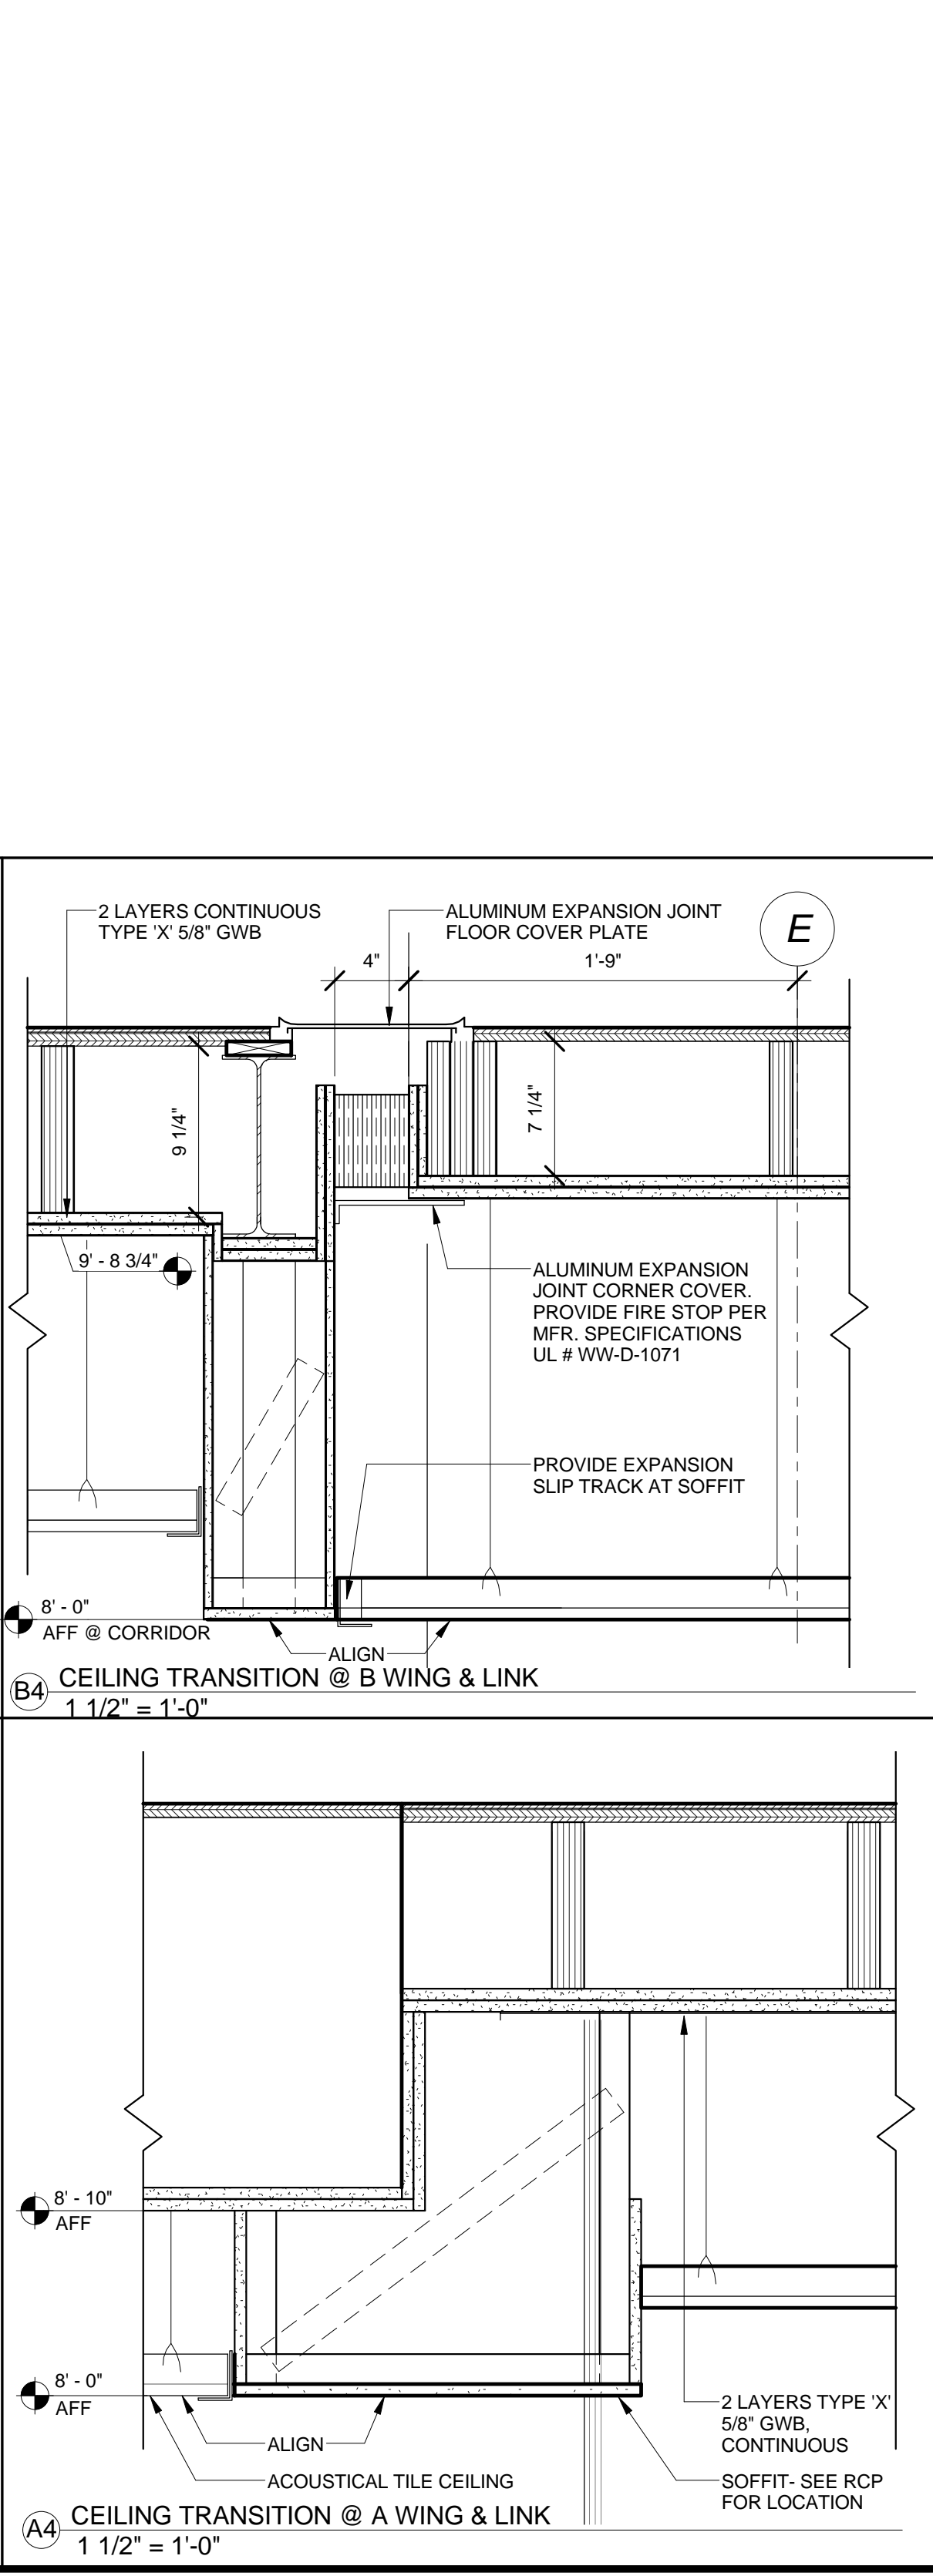 2 LAYERS CONTINUOUS
TYPE 'X' 5/8" GWB
ALUMINUM EXPANSION JOINT
FLOOR COVER PLATE
E
4"
1'-9"
9 1/4"
7 1/4"
9' - 8 3/4"
ALUMINUM EXPANSION
JOINT CORNER COVER.
PROVIDE FIRE STOP PER
MFR. SPECIFICATIONS
UL # WW-D-1071
PROVIDE EXPANSION
SLIP TRACK AT SOFFIT
8' - 0"
AFF @ CORRIDOR
ALIGN
B4
CEILING TRANSITION @ B WING & LINK
1 1/2" = 1'-0"
8' - 10"
AFF
8' - 0"
AFF
2 LAYERS TYPE 'X'
5/8" GWB,
CONTINUOUS
ALIGN
ACOUSTICAL TILE CEILING
SOFFIT- SEE RCP
FOR LOCATION
A4
CEILING TRANSITION @ A WING & LINK
1 1/2" = 1'-0"